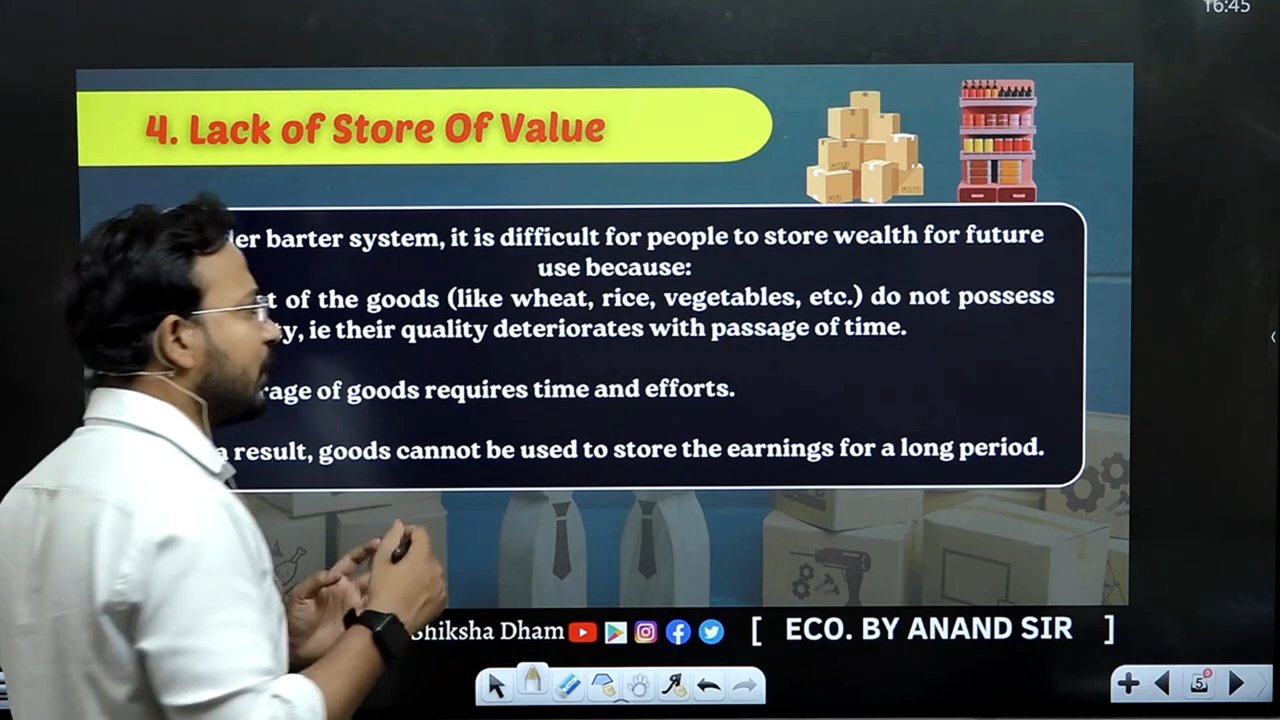 16:45
4. Lack of Store Of Value
barter system, it is difficult for people to store wealth for future
use because:
of the goods (like wheat, rice, vegetables, etc.) do not possess
ie their quality deteriorates with passage of time.
of goods requires time and efforts.
result, goods cannot be used to store the earnings for a long period.
Shiksha Dham [ ECO. BY ANAND SIR ]
5